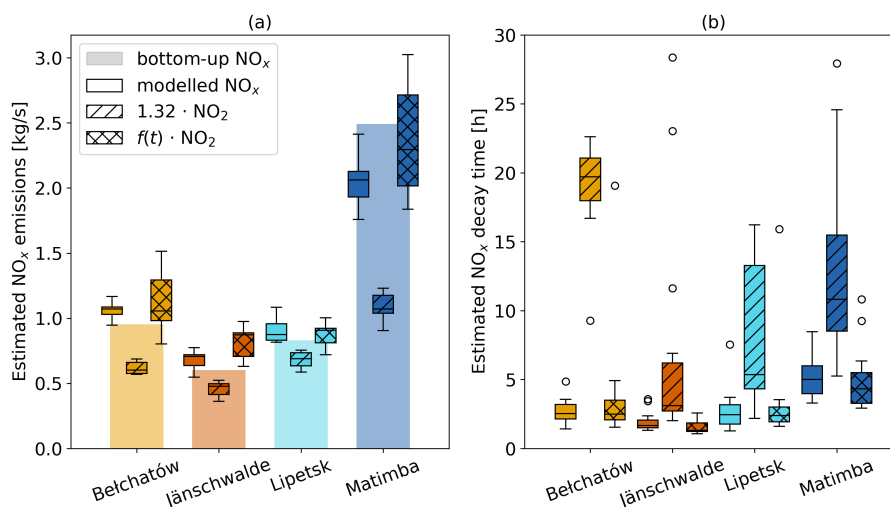 (a)
Estimated NOₓ emissions [kg/s]
3.0
2.5
2.0
1.5
1.0
0.5
0.0
bottom-up NOₓ
modelled NOₓ
1.32 · NO₂
f(t) · NO₂
Bełchatów
Jänschwalde
Lipetsk
Matimba
(b)
Estimated NOₓ decay time [h]
30
25
20
15
10
5
0
Bełchatów
Jänschwalde
Lipetsk
Matimba